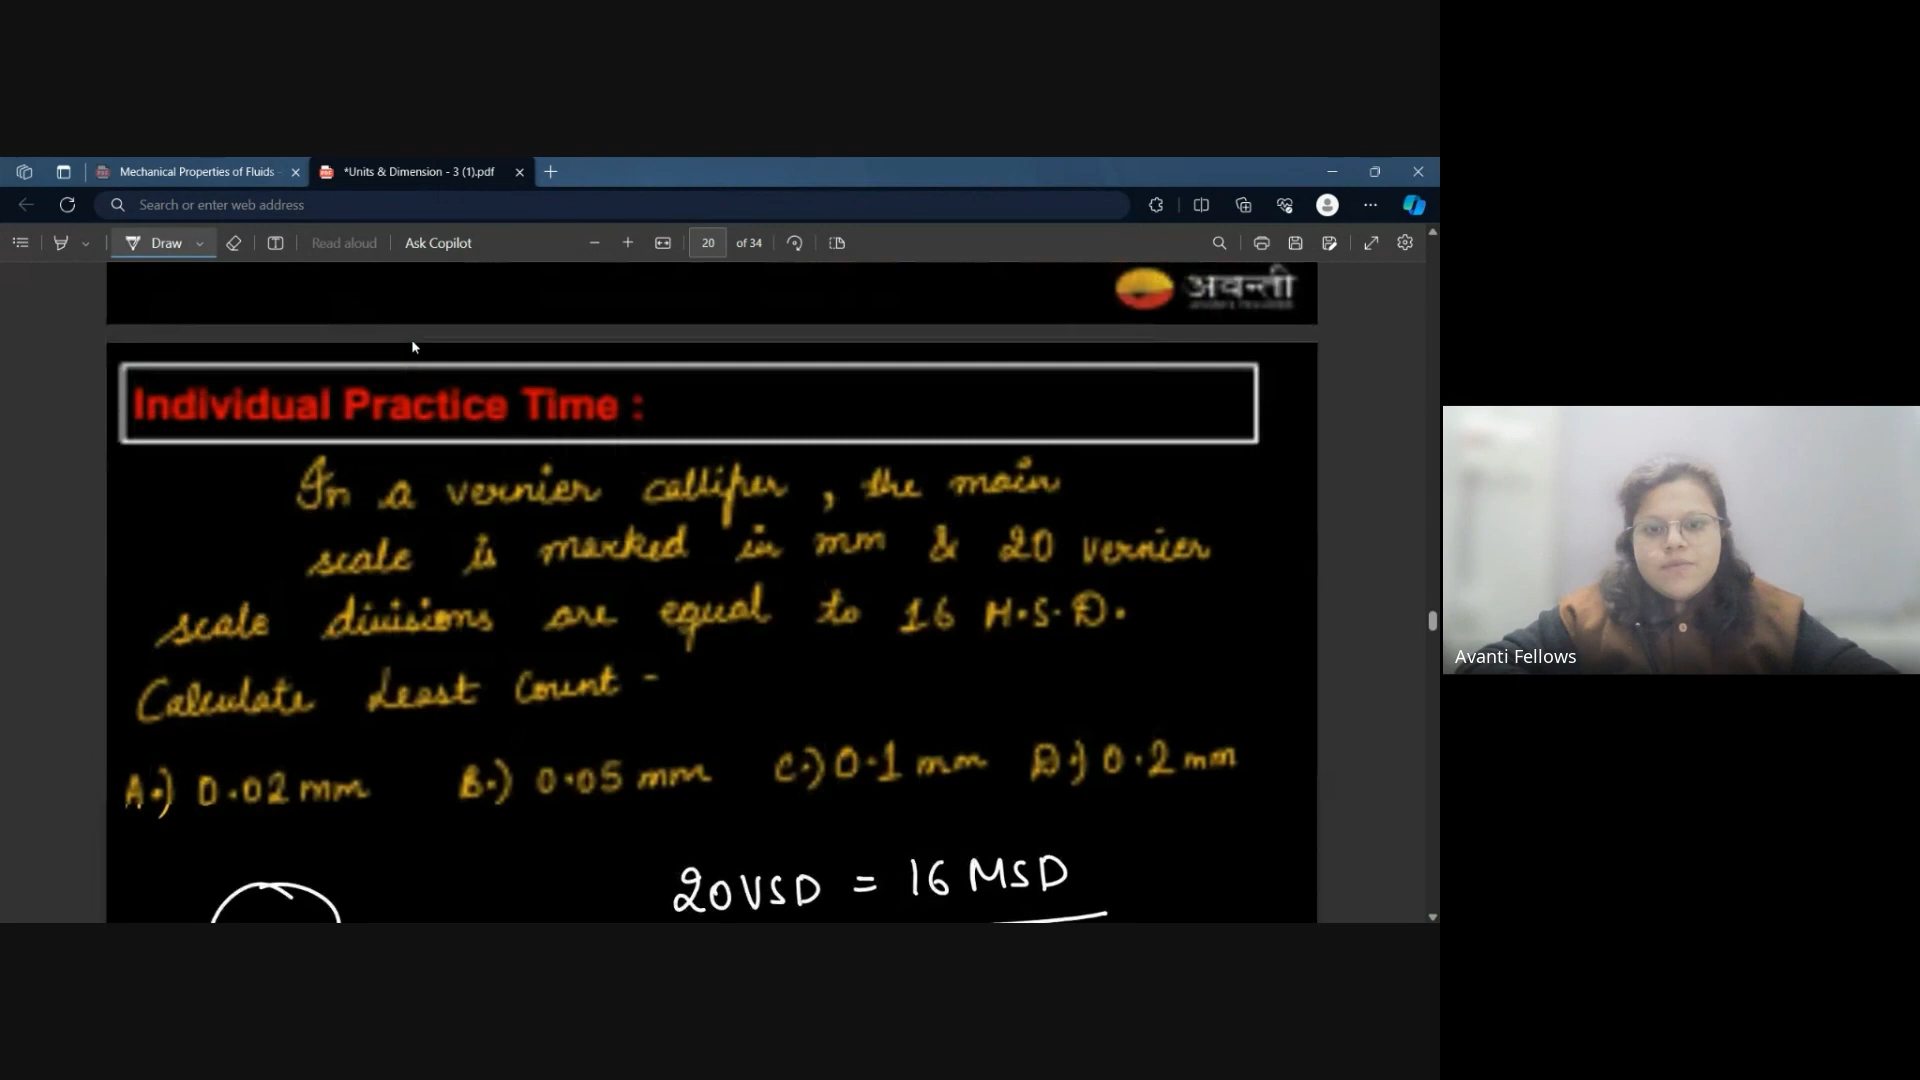 Mechanical Properties of Fluids -
*Units & Dimension - 3 (1).pdf
Search or enter web address
Draw
Read aloud
Ask Copilot
20 of 34
अवन्ती
Individual Practice Time :
In a vernier calliper, the main
scale is marked in mm & 20 vernier
scale divisions are equal to 16 M.S.D.
Calculate Least Count -
A.) 0.02 mm B.) 0.05 mm C.) 0.1 mm D.) 0.2 mm
20VSD = 16 MSD
Avanti Fellows